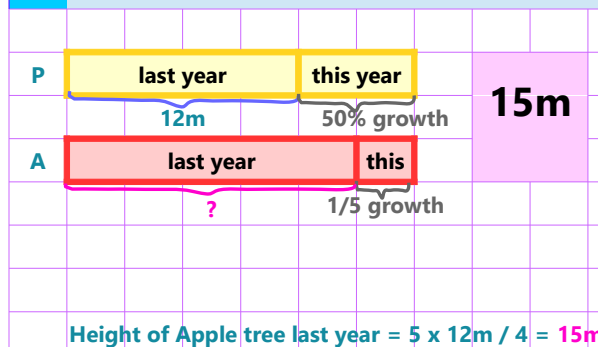 P last year this year 15m
12m 50% growth
A last year this
? 1/5 growth
Height of Apple tree last year = 5 x 12m / 4 = 15m